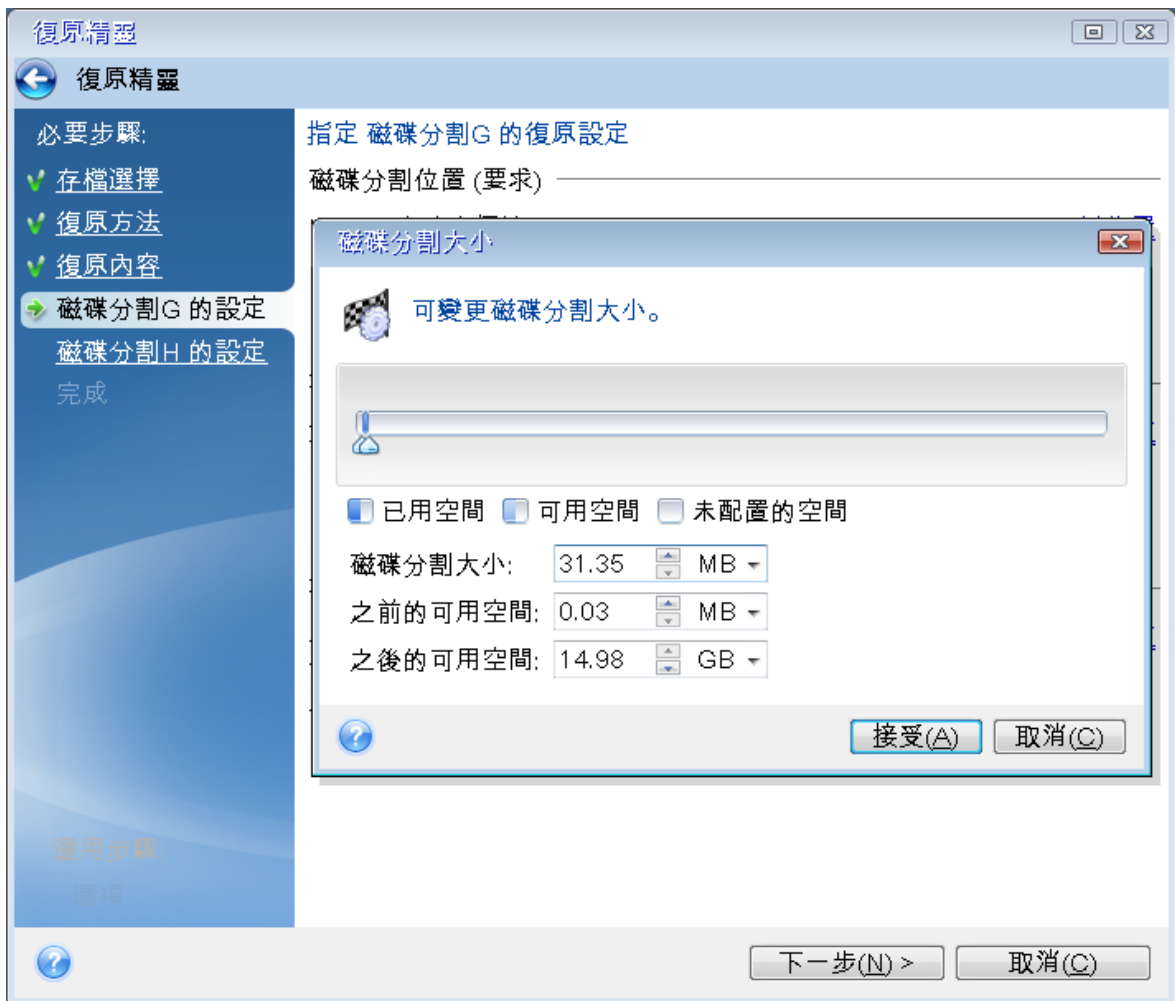 復原精靈
復原精靈
必要步驟:
存檔選擇
復原方法
復原內容
磁碟分割G 的設定
磁碟分割H 的設定
完成
選用步驟:
選項
指定 磁碟分割G 的復原設定
磁碟分割位置 (要求)
磁碟分割大小
可變更磁碟分割大小。
已用空間 可用空間 未配置的空間
磁碟分割大小: 31.35 MB
之前的可用空間: 0.03 MB
之後的可用空間: 14.98 GB
接受(A) 取消(C)
下一步(N) > 取消(C)